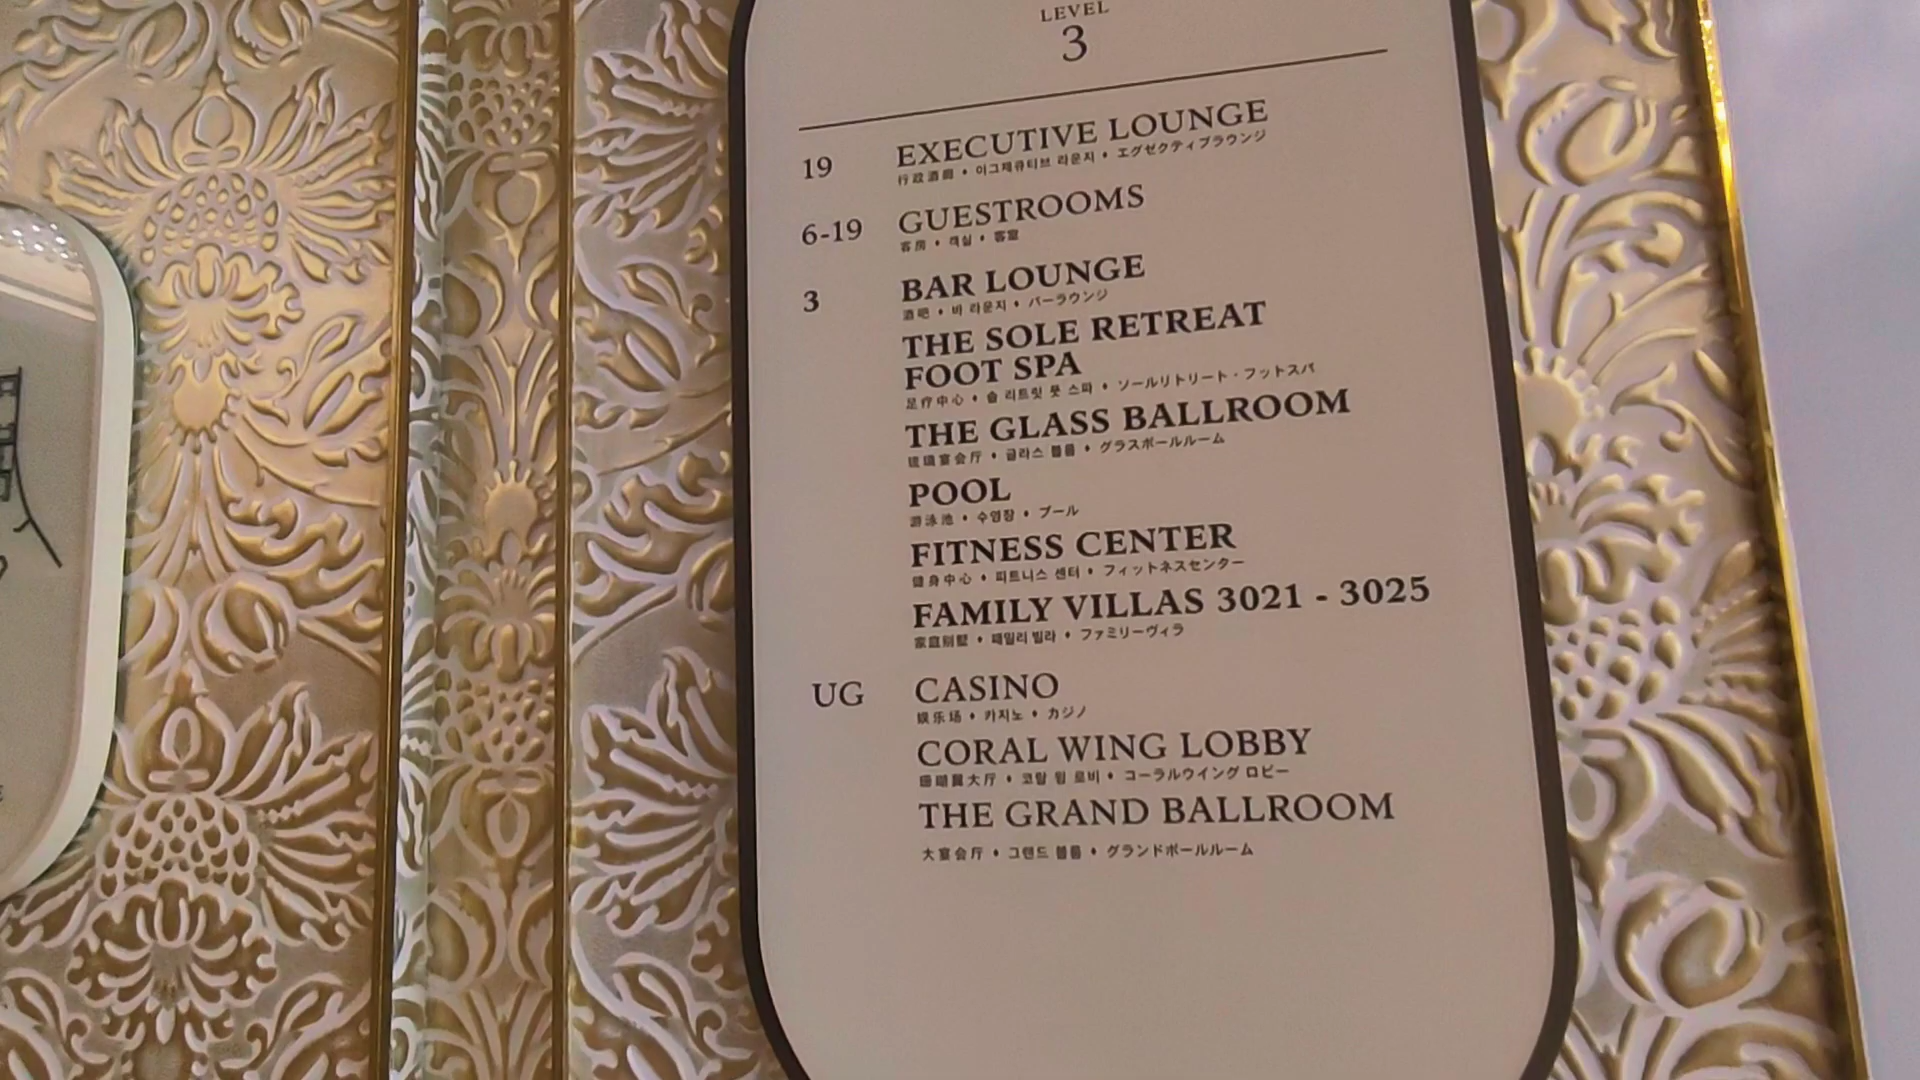 LEVEL
3
19 EXECUTIVE LOUNGE
行政酒廊 • 이그제큐티브 라운지 • エグゼクティブラウンジ
6-19 GUESTROOMS
客房 • 객실 • 客室
3 BAR LOUNGE
酒吧 • 바 라운지 • バーラウンジ
THE SOLE RETREAT
FOOT SPA
足疗中心 • 솔 리트릿 풋 스파 • ソールリトリート・フットスパ
THE GLASS BALLROOM
琉璃宴会厅 • 글라스 볼룸 • グラスボールルーム
POOL
游泳池 • 수영장 • プール
FITNESS CENTER
健身中心 • 피트니스 센터 • フィットネスセンター
FAMILY VILLAS 3021 - 3025
家庭别墅 • 패밀리 빌라 • ファミリーヴィラ
UG CASINO
娱乐场 • 카지노 • カジノ
CORAL WING LOBBY
珊瑚翼大厅 • 코랄 윙 로비 • コーラルウイング ロビー
THE GRAND BALLROOM
大宴会厅 • 그랜드 볼룸 • グランドボールルーム